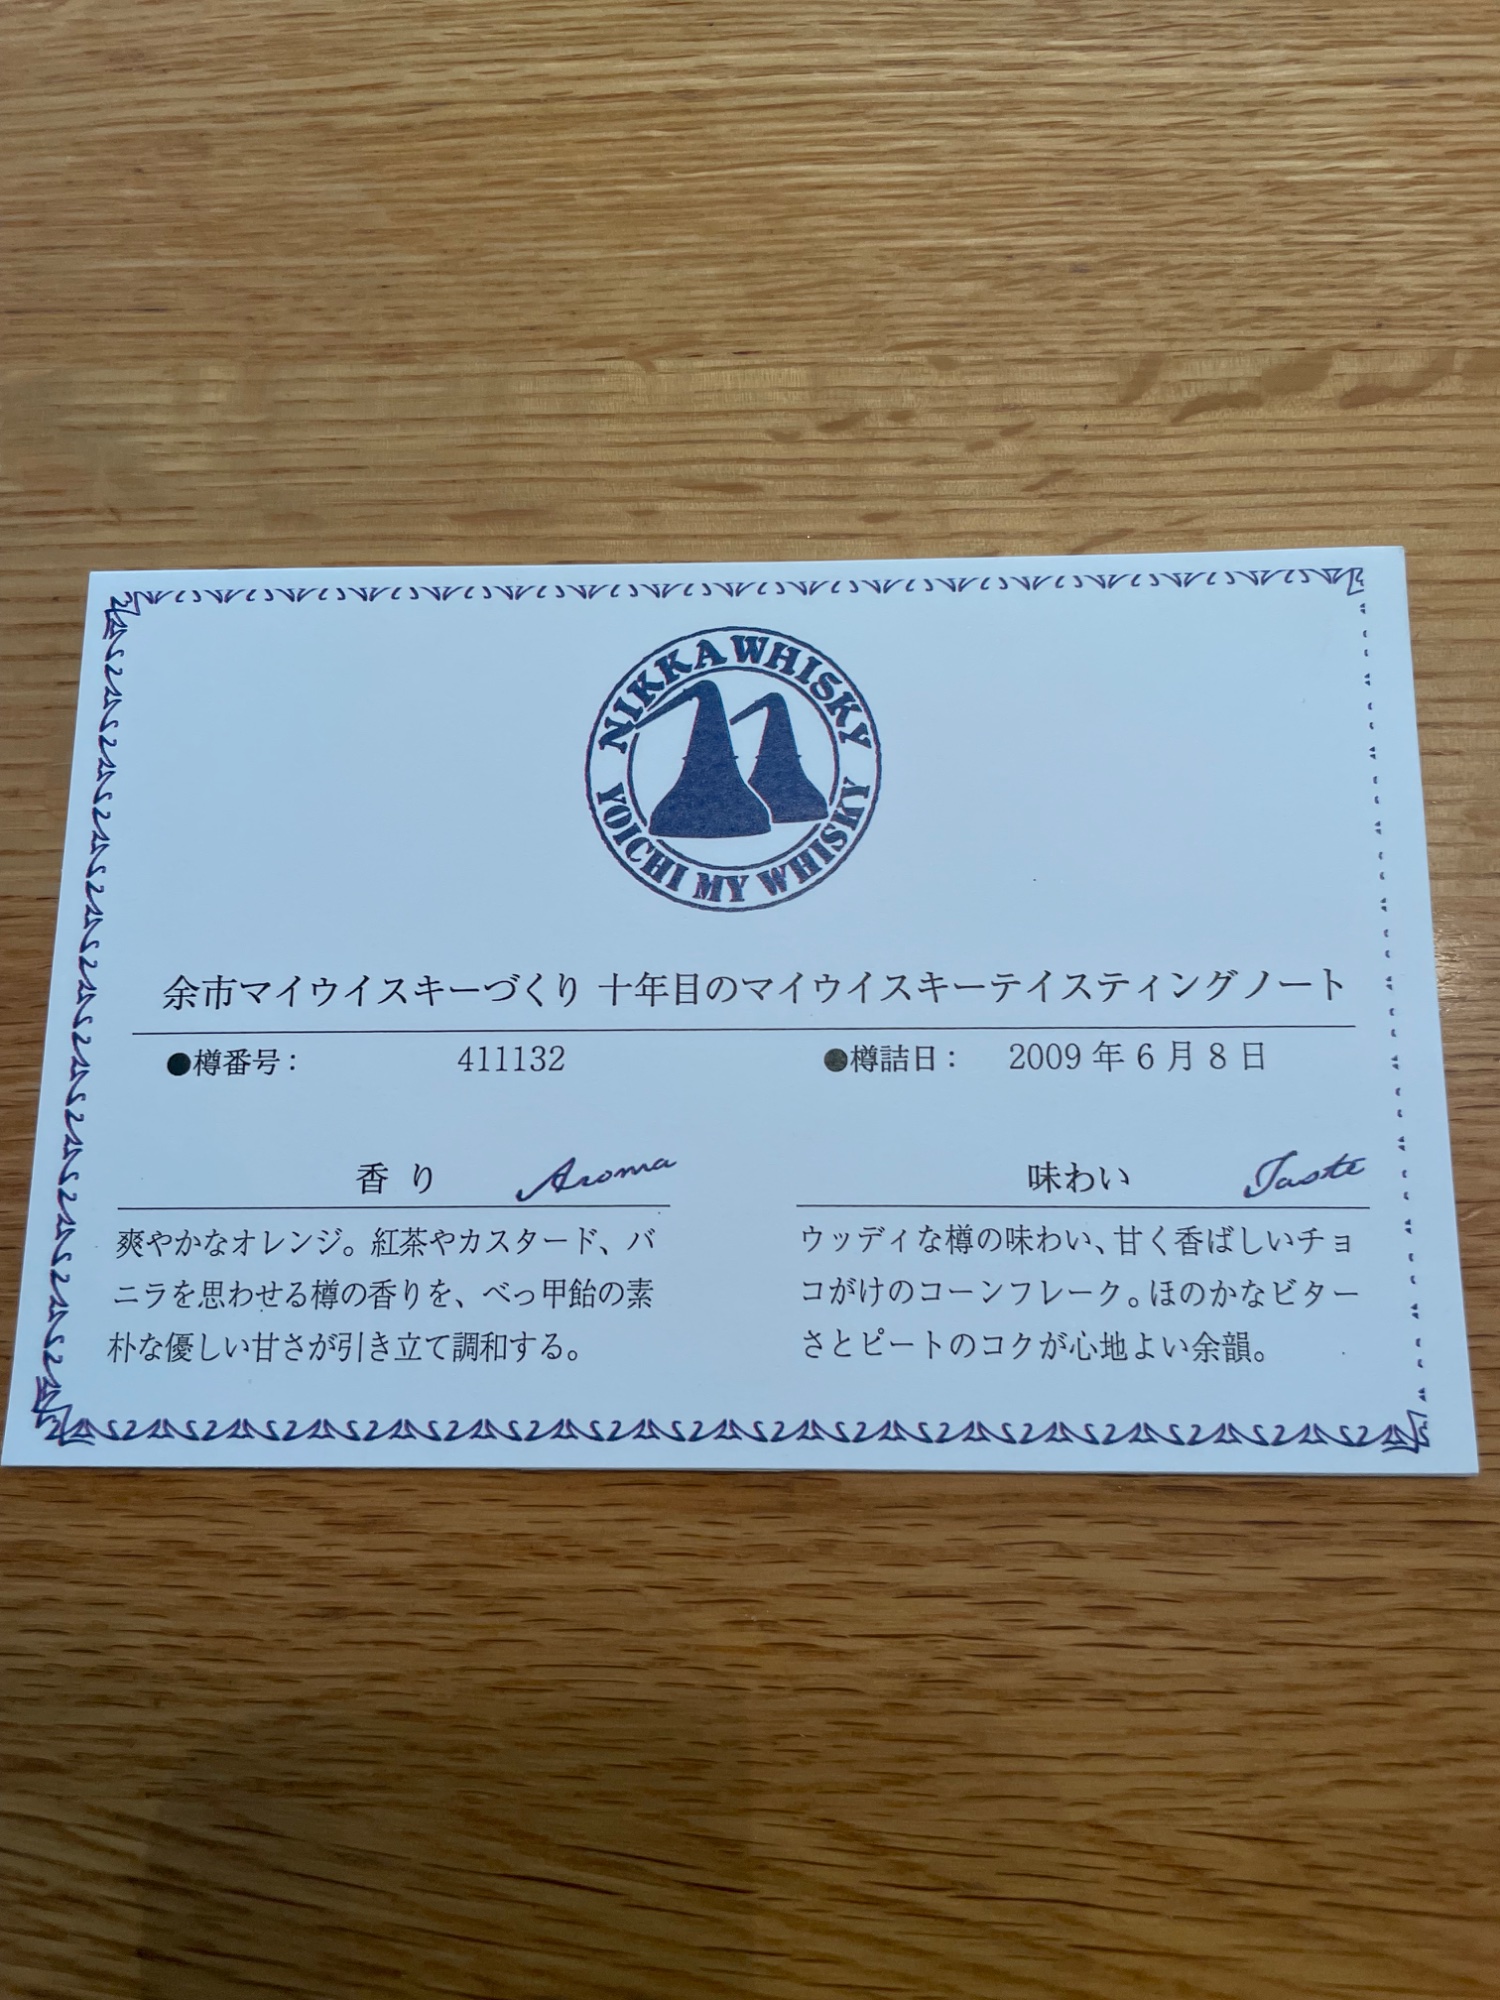 NIKKA WHISKY
YOICHI MY WHISKY
余市マイウイスキーづくり 十年目のマイウイスキーテイスティングノート
●樽番号： 411132 ●樽詰日： 2009 年 6 月 8 日
香り Aroma
爽やかなオレンジ。紅茶やカスタード、バ
ニラを思わせる樽の香りを、べっ甲飴の素
朴な優しい甘さが引き立て調和する。
味わい Taste
ウッディな樽の味わい、甘く香ばしいチョ
コがけのコーンフレーク。ほのかなビター
さとピートのコクが心地よい余韻。